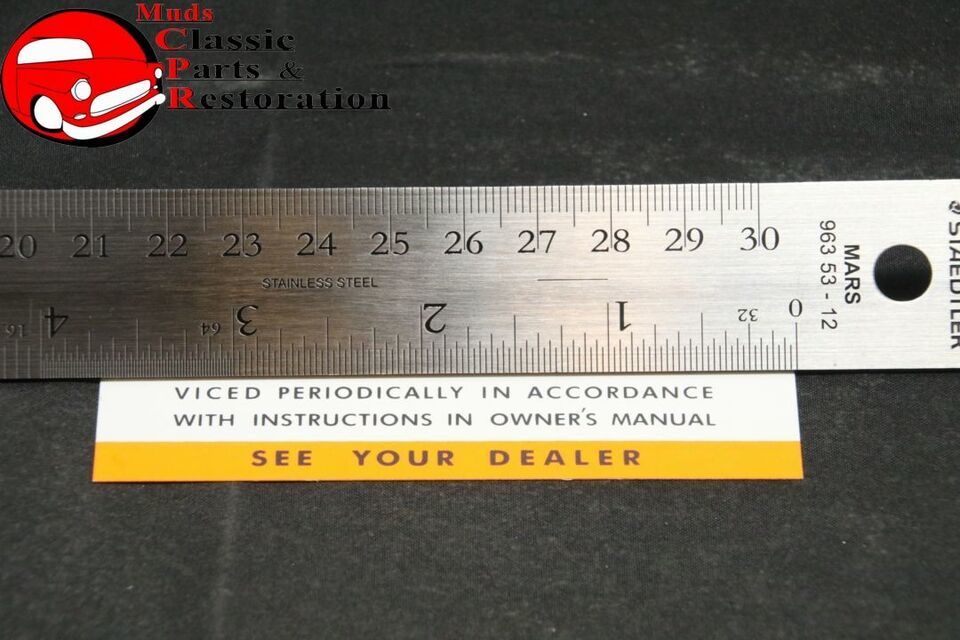 Muds
Classic
Parts &
Restoration
20 21 22 23 24 25 26 27 28 29 30
STAINLESS STEEL
MARS
963 53 - 12
STAEDTLER
16 4 64 3 2 1 32 0
VICED PERIODICALLY IN ACCORDANCE
WITH INSTRUCTIONS IN OWNER'S MANUAL
SEE YOUR DEALER